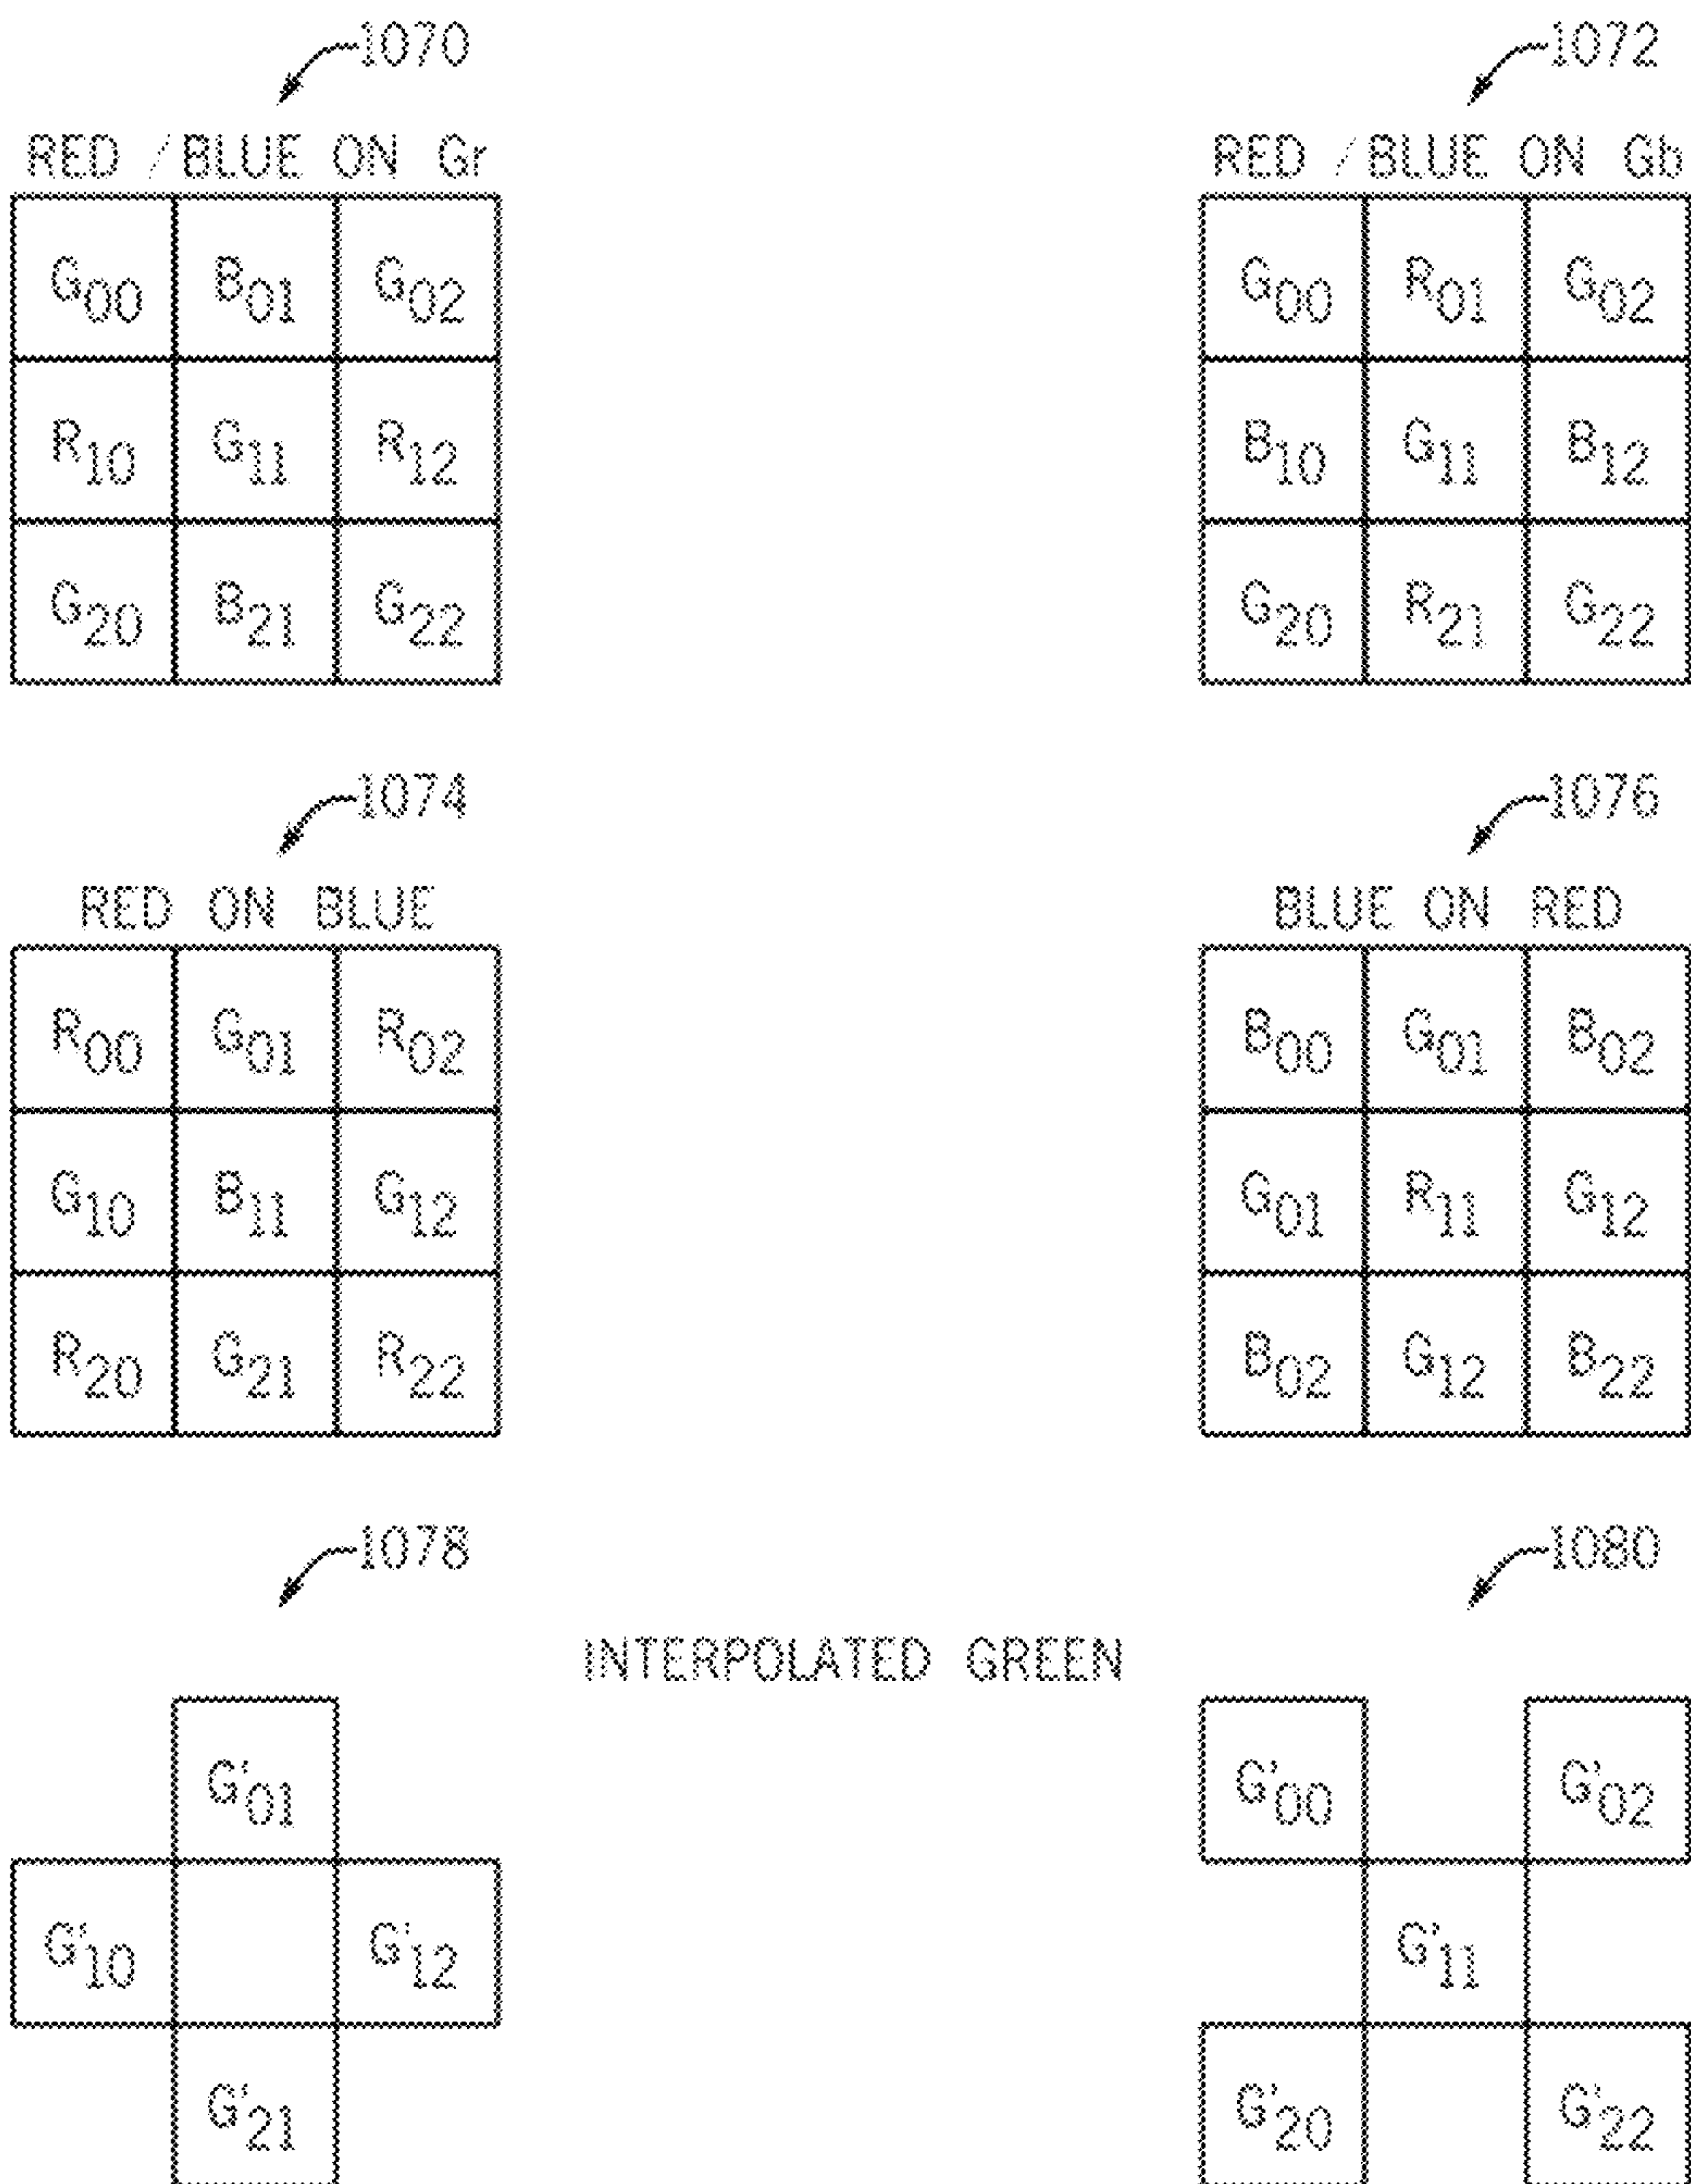 1070
1072
RED / BLUE ON Gr
RED / BLUE ON Gb
G00 B01 G02
G00 R01 G02
R10 G11 R12
B10 G11 B12
G20 B21 G22
G20 R21 G22
1074
1076
RED ON BLUE
BLUE ON RED
R00 G01 R02
B00 G01 B02
G10 B11 G12
G01 R11 G12
R20 G21 R22
B02 G12 B22
1078
1080
INTERPOLATED GREEN
G'01
G'00 G'02
G'10 G'12
G'11
G'21
G'20 G'22